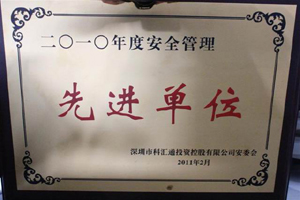 二〇一〇年度安全管理
先进单位
深圳市科汇通投资控股有限公司安委会
2011年2月